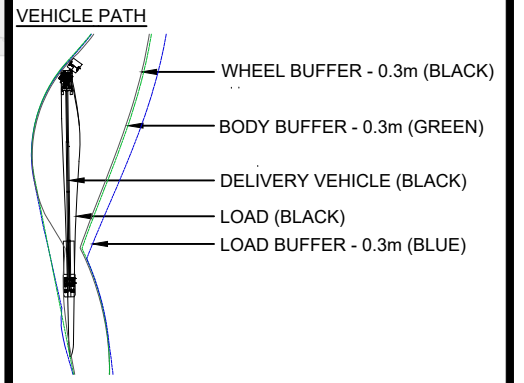 VEHICLE PATH
WHEEL BUFFER - 0.3m (BLACK)
BODY BUFFER - 0.3m (GREEN)
DELIVERY VEHICLE (BLACK)
LOAD (BLACK)
LOAD BUFFER - 0.3m (BLUE)